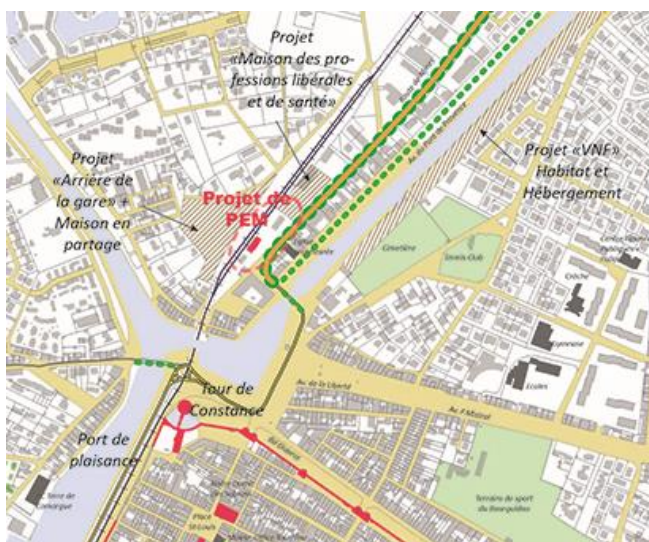 Projet
«Maison des pro-
fessions libérales
et de santé»
Projet
«Arrière de
la gare» +
Maison en
partage
Projet de
PEM
Projet «VNF»
Habitat et
Hébergement
Cimetière
Tennis Club
Crèche
Gymnase
Ecoles
Av. de la Liberté
Av. F. Mistral
Tour de
Constance
Port de
plaisance
Bd Diderot
Terrains de sport
du Bourgidou
Place
St Louis